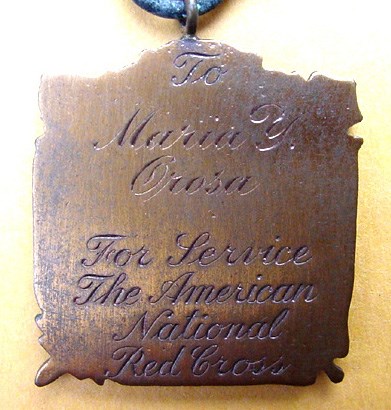 To
Maria Y.
Orosa
For Service
The American
National
Red Cross